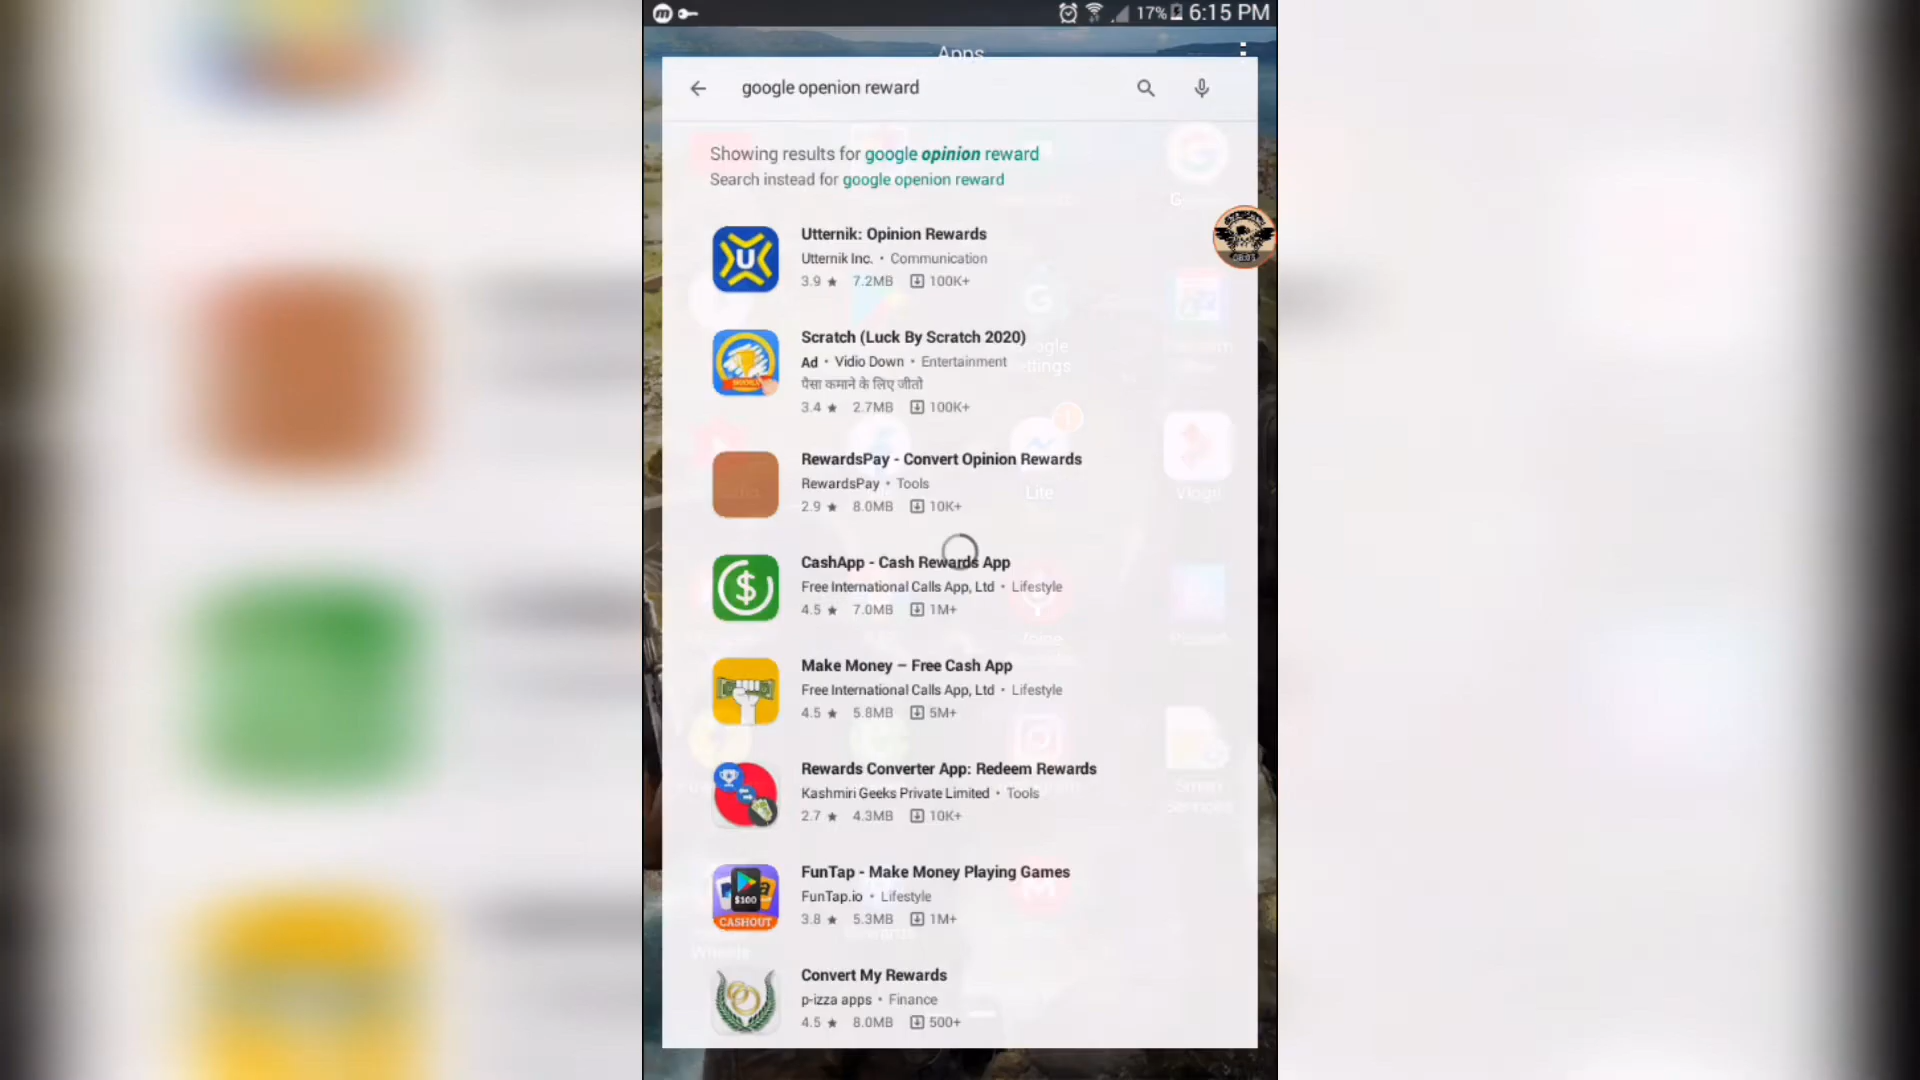 17% 6:15 PM
Apps
google openion reward
Showing results for google opinion reward
Search instead for google openion reward
Utternik: Opinion Rewards
Utternik Inc. • Communication
3.9 ★ 7.2MB 100K+
Scratch (Luck By Scratch 2020)
Ad • Vidio Down • Entertainment
पैसा कमाने के लिए जीतो
3.4 ★ 2.7MB 100K+
RewardsPay - Convert Opinion Rewards
RewardsPay • Tools
2.9 ★ 8.0MB 10K+
Lite
Vlogs
CashApp - Cash Rewards App
Free International Calls App, Ltd • Lifestyle
4.5 ★ 7.0MB 1M+
Make Money – Free Cash App
Free International Calls App, Ltd • Lifestyle
4.5 ★ 5.8MB 5M+
Rewards Converter App: Redeem Rewards
Kashmiri Geeks Private Limited • Tools
2.7 ★ 4.3MB 10K+
$100
CASHOUT
FunTap - Make Money Playing Games
FunTap.io • Lifestyle
3.8 ★ 5.3MB 1M+
Convert My Rewards
p-izza apps • Finance
4.5 ★ 8.0MB 500+